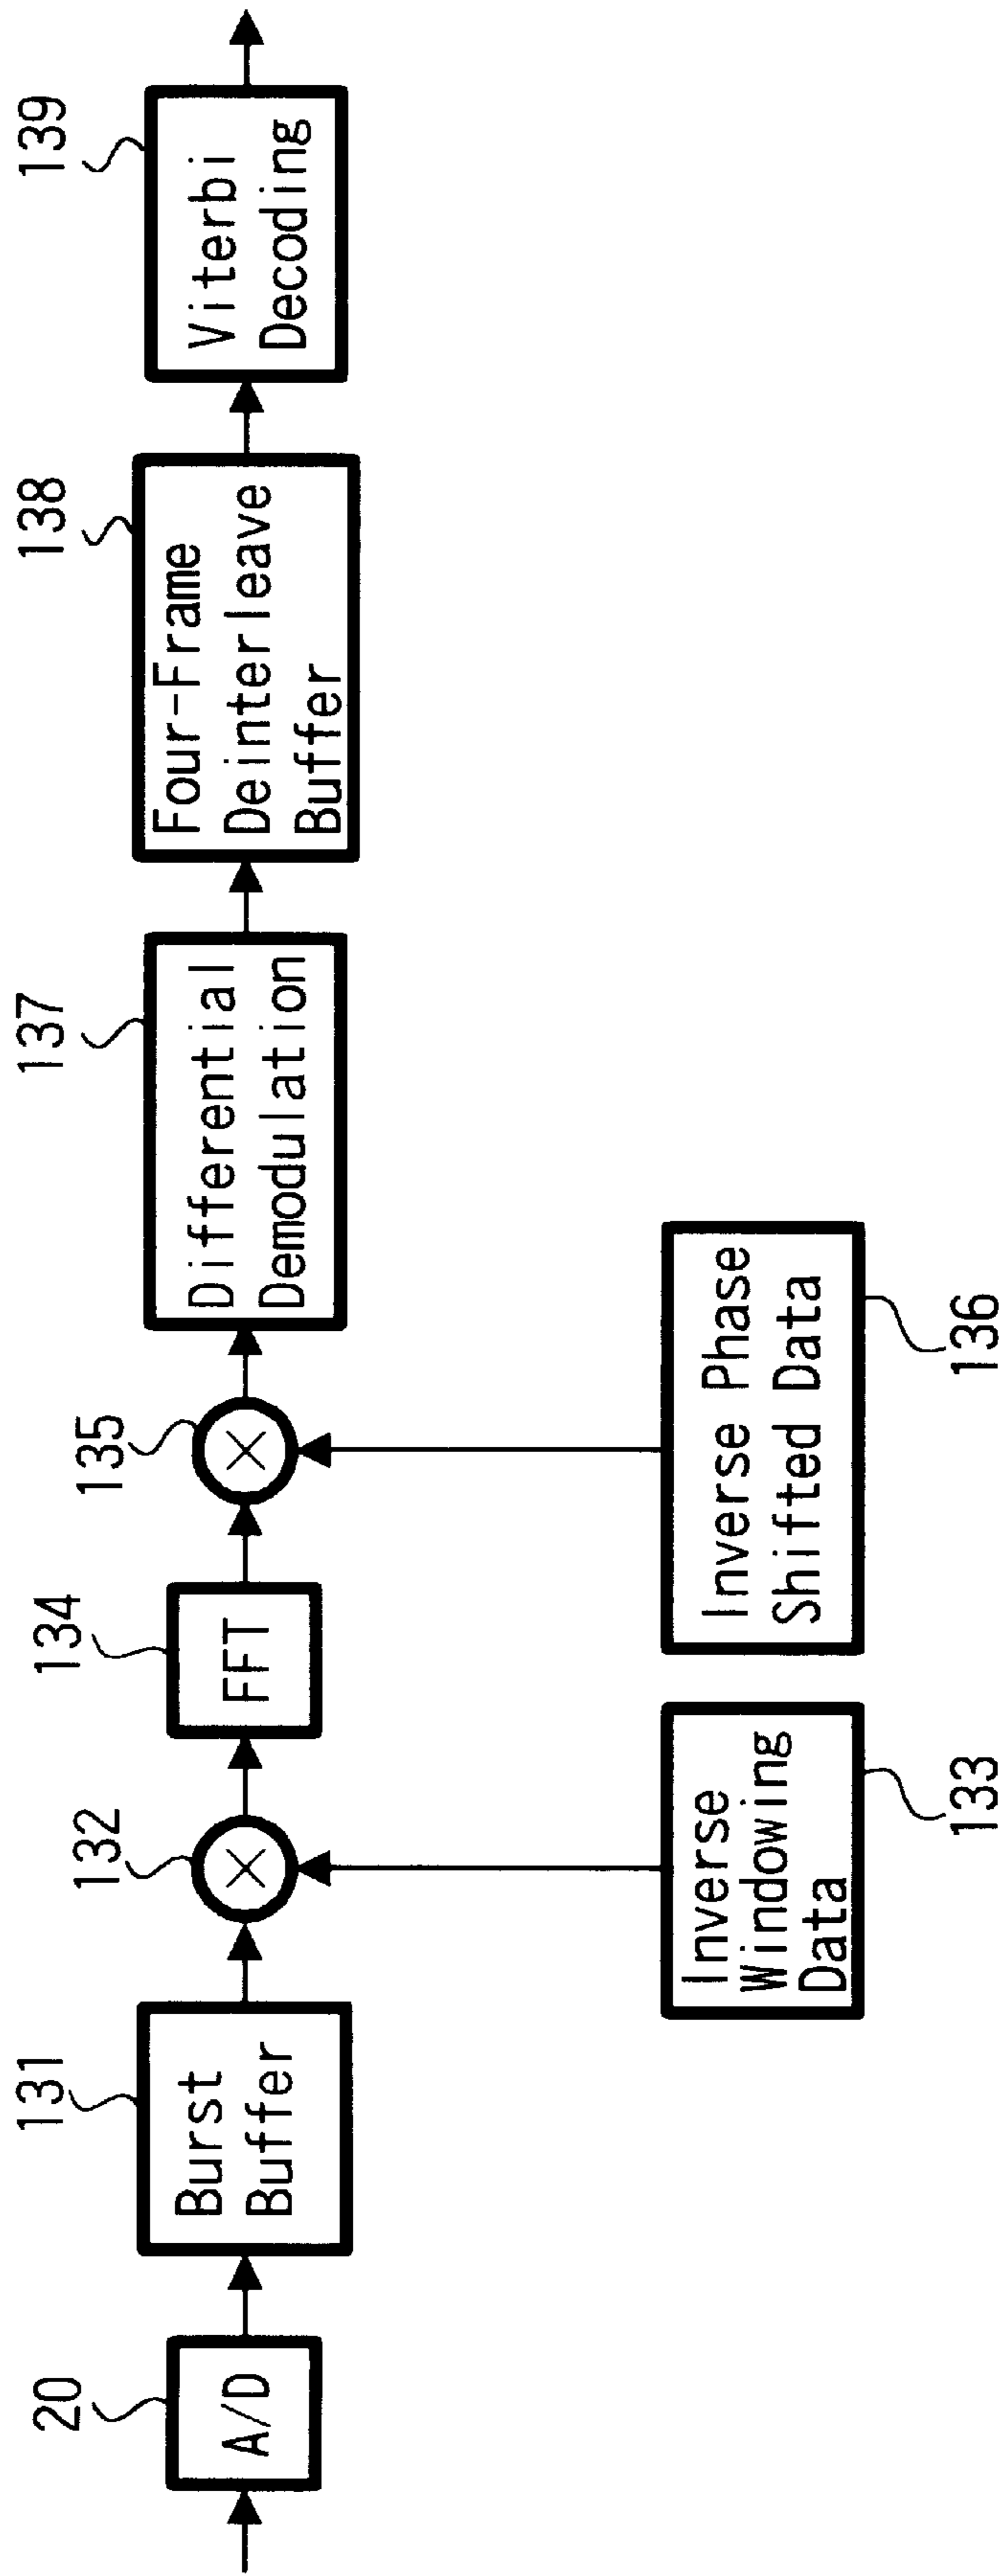 20
A/D
131
Burst
Buffer
132
133
Inverse
Windowing
Data
134
FFT
135
136
Inverse Phase
Shifted Data
137
Differential
Demodulation
138
Four-Frame
Deinterleave
Buffer
139
Viterbi
Decoding